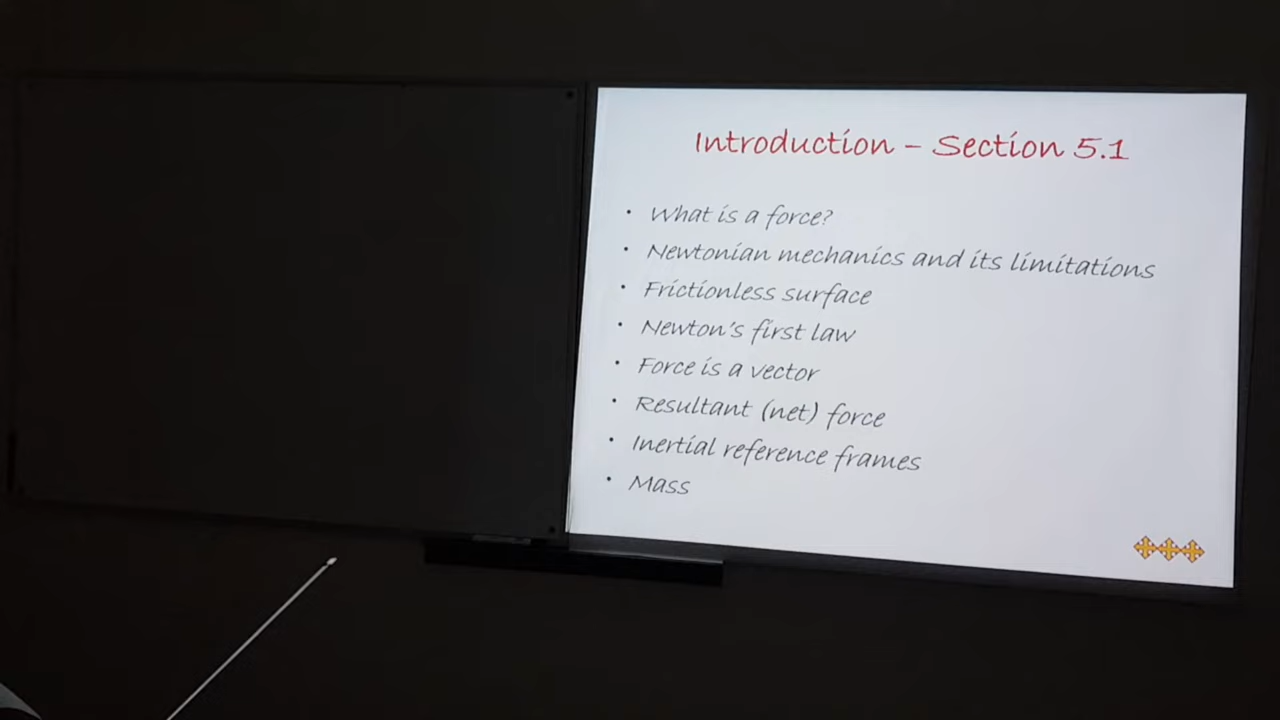 Introduction – Section 5.1
• What is a force?
• Newtonian mechanics and its limitations
• Frictionless surface
• Newton's first law
• Force is a vector
• Resultant (net) force
• Inertial reference frames
• Mass